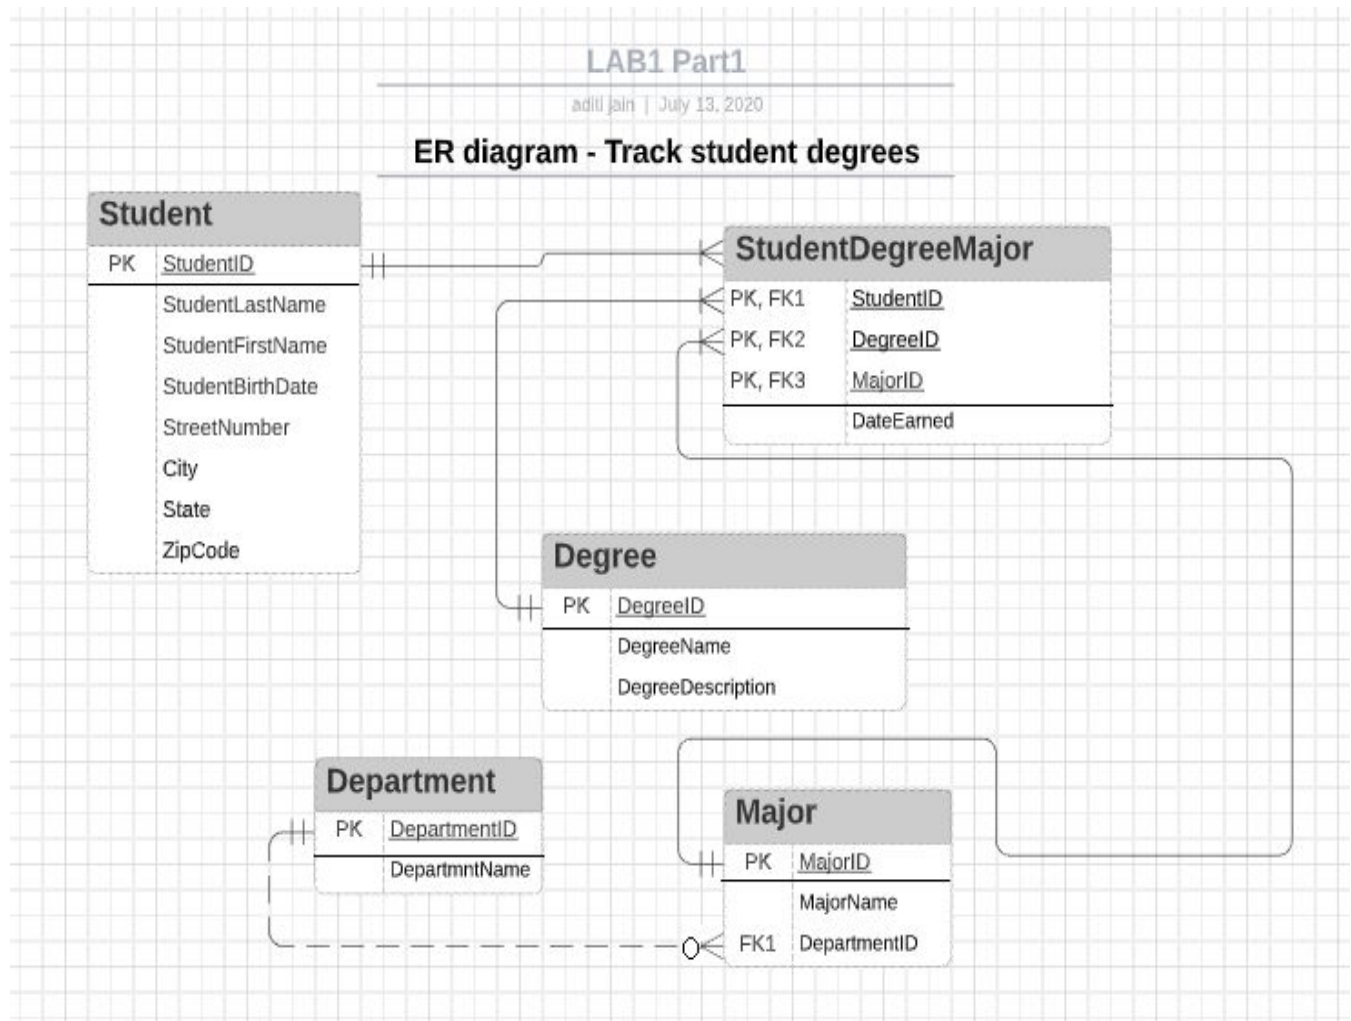 LAB1 Part1
aditi jain | July 13, 2020
ER diagram - Track student degrees
Student
PK StudentID
StudentLastName
StudentFirstName
StudentBirthDate
StreetNumber
City
State
ZipCode
StudentDegreeMajor
PK, FK1 StudentID
PK, FK2 DegreeID
PK, FK3 MajorID
DateEarned
Degree
PK DegreeID
DegreeName
DegreeDescription
Department
PK DepartmentID
DepartmntName
Major
PK MajorID
MajorName
FK1 DepartmentID